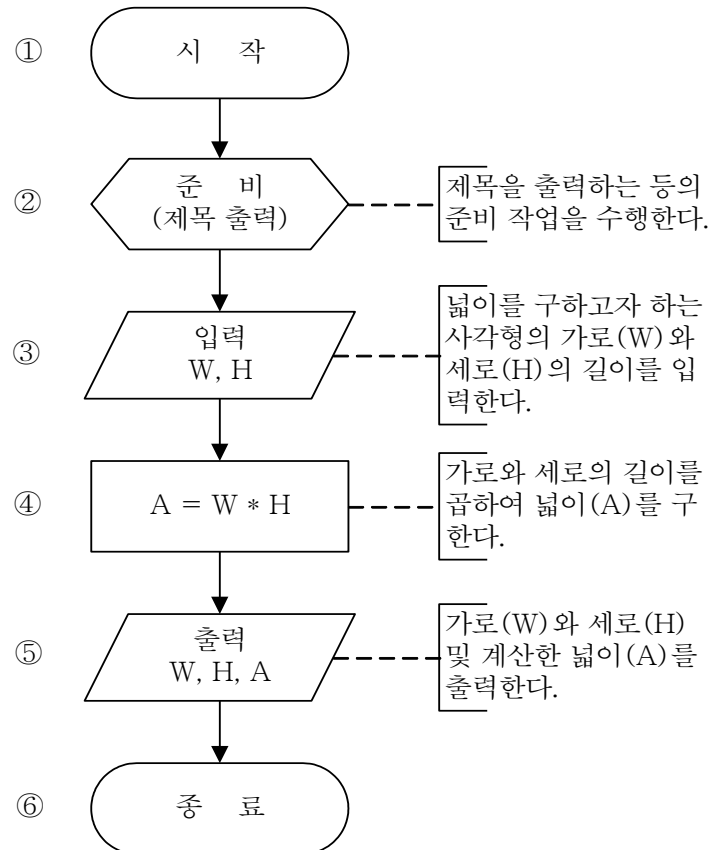 ① 시 작
② 준 비
(제목 출력)
제목을 출력하는 등의
준비 작업을 수행한다.
③ 입력
W, H
넓이를 구하고자 하는
사각형의 가로(W)와
세로(H)의 길이를 입
력한다.
④ A = W * H
가로와 세로의 길이를
곱하여 넓이(A)를 구
한다.
⑤ 출력
W, H, A
가로(W)와 세로(H)
및 계산한 넓이(A)를
출력한다.
⑥ 종 료